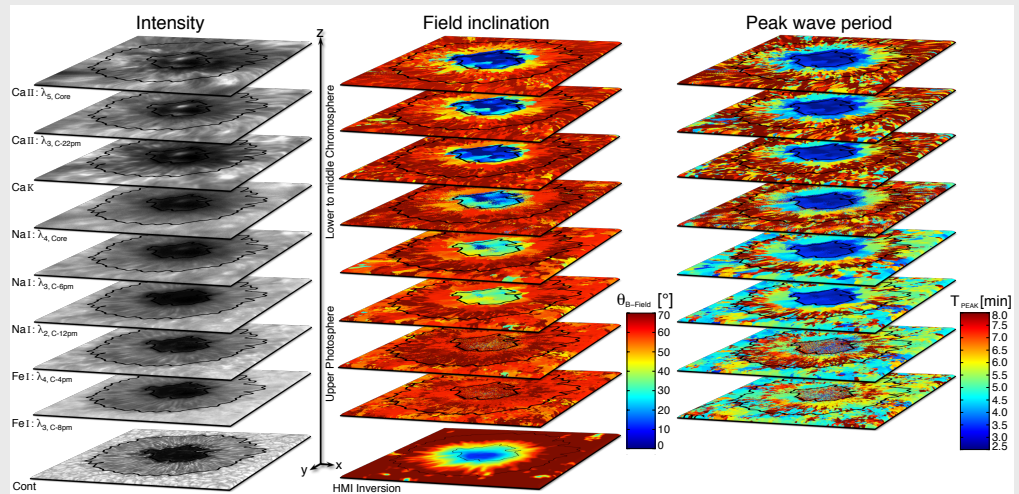 Intensity
Field inclination
Peak wave period
z
Ca II: λ5, Core
Ca II: λ3, C-22pm
Ca K
Na I: λ4, Core
Na I: λ3, C-6pm
Na I: λ2, C-12pm
Fe I: λ4, C-4pm
Fe I: λ3, C-8pm
Cont
Lower to middle Chromosphere
Upper Photosphere
y
x
HMI Inversion
θB-Field [°]
70
60
50
40
30
20
10
0
TPEAK [min]
8.0
7.5
7.0
6.5
6.0
5.5
5.0
4.5
4.0
3.5
3.0
2.5